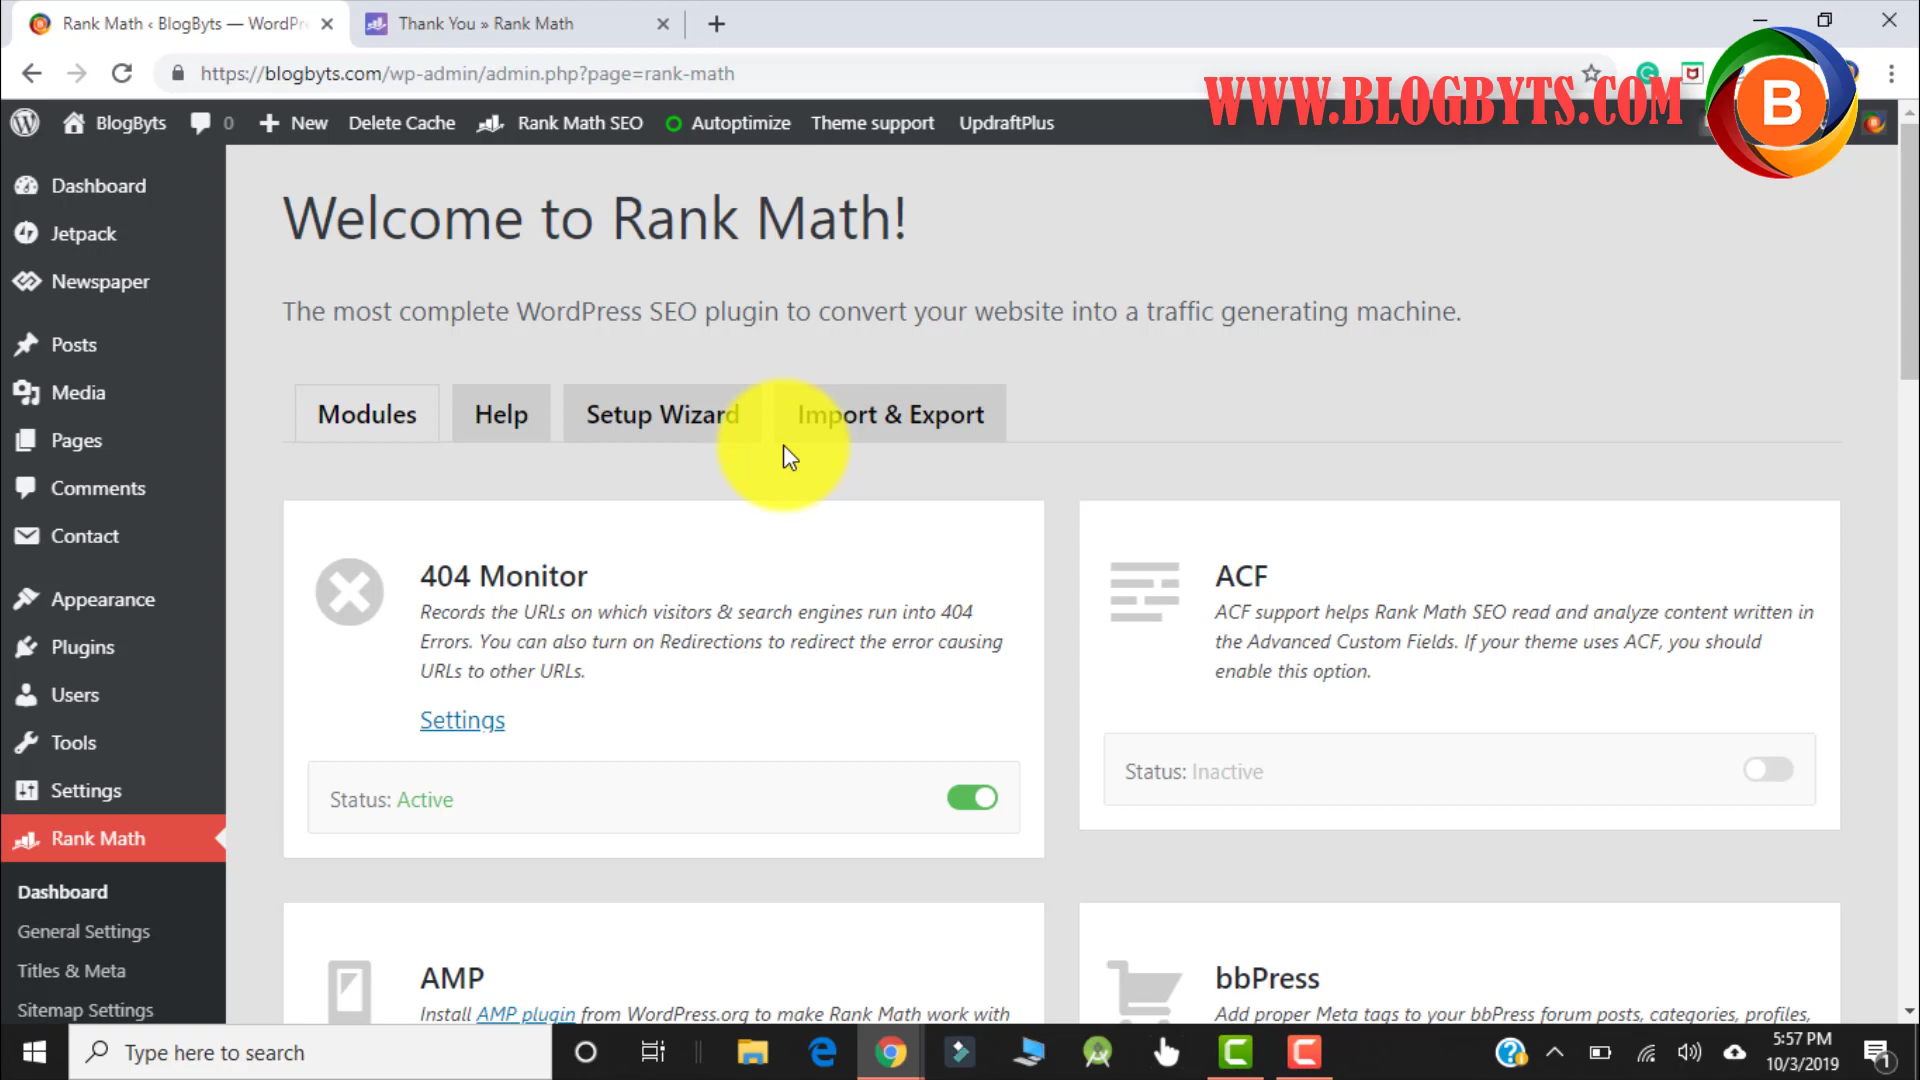 Rank Math ‹ BlogByts — WordPr
Thank You » Rank Math
https://blogbyts.com/wp-admin/admin.php?page=rank-math
WWW.BLOGBYTS.COM
B
BlogByts
0
New
Delete Cache
Rank Math SEO
Autoptimize
Theme support
UpdraftPlus
Dashboard
Jetpack
Newspaper
Posts
Media
Pages
Comments
Contact
Appearance
Plugins
Users
Tools
Settings
Rank Math
Dashboard
General Settings
Titles & Meta
Sitemap Settings
Welcome to Rank Math!
The most complete WordPress SEO plugin to convert your website into a traffic generating machine.
Modules
Help
Setup Wizard
Import & Export
404 Monitor
Records the URLs on which visitors & search engines run into 404
Errors. You can also turn on Redirections to redirect the error causing
URLs to other URLs.
Settings
Status: Active
ACF
ACF support helps Rank Math SEO read and analyze content written in
the Advanced Custom Fields. If your theme uses ACF, you should
enable this option.
Status: Inactive
AMP
Install AMP plugin from WordPress.org to make Rank Math work with
bbPress
Add proper Meta tags to your bbPress forum posts, categories, profiles,
Type here to search
5:57 PM
10/3/2019
1